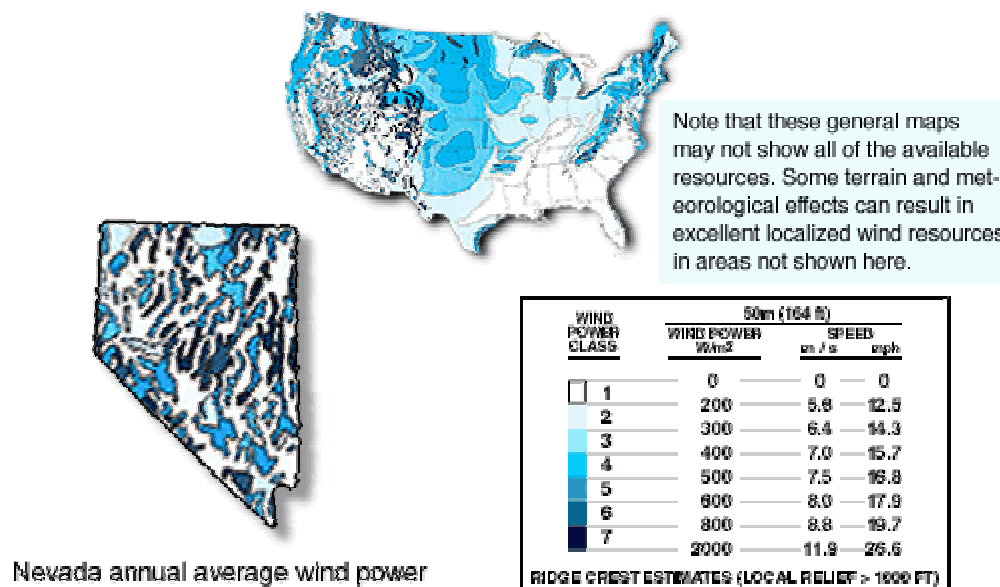 Note that these general maps
may not show all of the available
resources. Some terrain and met-
eorological effects can result in
excellent localized wind resources
in areas not shown here.
WIND POWER CLASS
50m (164 ft)
WIND POWER W/m2
SPEED
m / s mph
0 0 0
1
200 5.6 12.5
2
300 6.4 14.3
3
400 7.0 15.7
4
500 7.5 16.8
5
600 8.0 17.9
6
800 8.8 19.7
7
2000 11.9 26.6
RIDGE CREST ESTIMATES (LOCAL RELIEF > 1000 FT)
Nevada annual average wind power